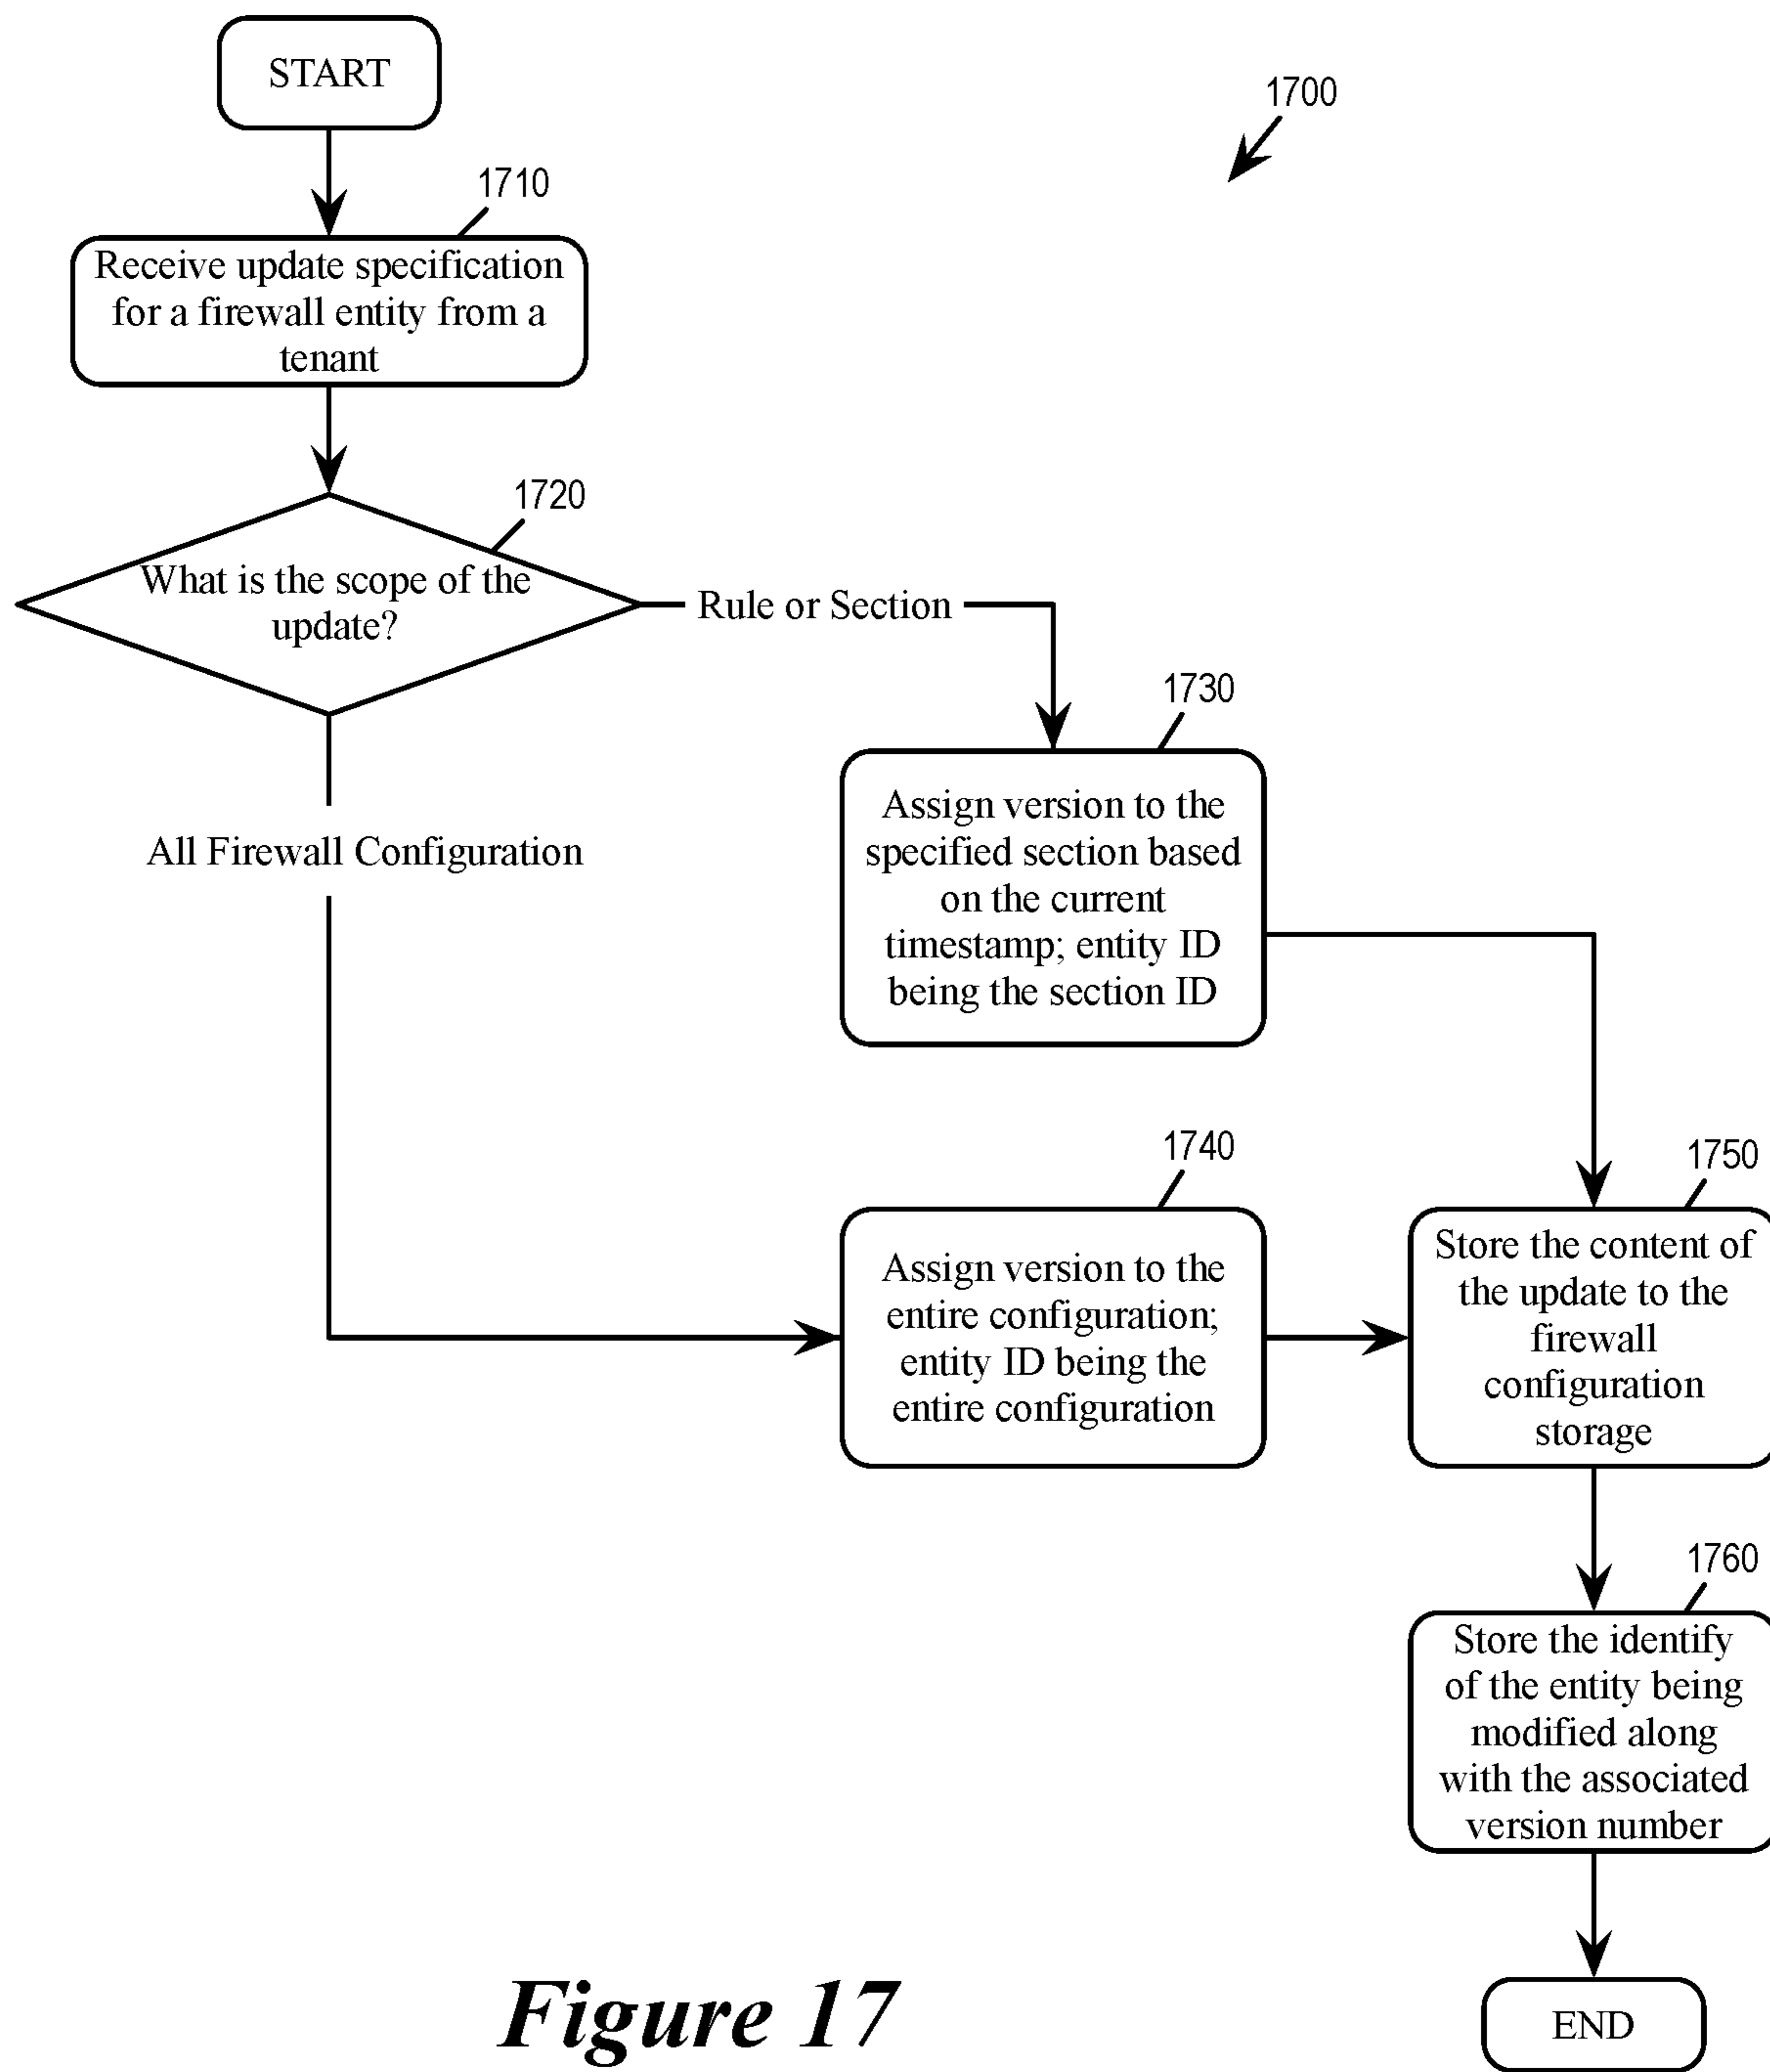 START
1700
1710
Receive update specification
for a firewall entity from a
tenant
1720
What is the scope of the
update?
Rule or Section
1730
Assign version to the
specified section based
on the current
timestamp; entity ID
being the section ID
All Firewall Configuration
1740
Assign version to the
entire configuration;
entity ID being the
entire configuration
1750
Store the content of
the update to the
firewall
configuration
storage
1760
Store the identify
of the entity being
modified along
with the associated
version number
END
Figure 17